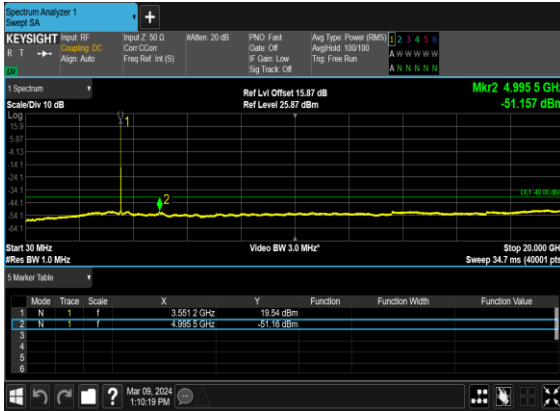 Spectrum Analyzer 1
Swept SA
+
KEYSIGHT Input: RF Input Z: 50 Ω #Atten: 20 dB PNO: Fast Avg Type: Power (RMS) 1 2 3 4 5 6
R T Coupling: DC Corr CCorr Gate: Off Avg|Hold: 100/100 A W W W W W
Align: Auto Freq Ref: Int (S) IF Gain: Low Trig: Free Run
Sig Track: Off A N N N N N
1 Spectrum Ref Lvl Offset 15.87 dB Mkr2 4.995 5 GHz
Scale/Div 10 dB Ref Level 25.87 dBm -51.157 dBm
Log
15.9
5.87
-4.13
-14.1
-24.1
-34.1
-44.1
-54.1
-64.1
1
2
DL1 -40.00 dBm
Start 30 MHz Video BW 3.0 MHz* Stop 20.000 GHz
#Res BW 1.0 MHz Sweep 34.7 ms (40001 pts)
5 Marker Table
Mode Trace Scale X Y Function Function Width Function Value
1 N 1 f 3.551 2 GHz 19.54 dBm
2 N 1 f 4.995 5 GHz -51.16 dBm
3
4
5
6
? Mar 09, 2024
1:10:19 PM